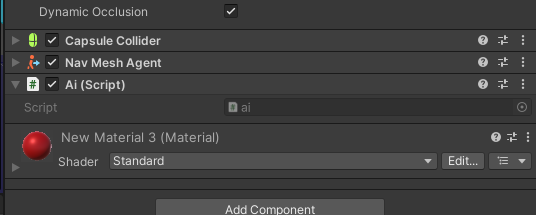 Dynamic Occlusion
Capsule Collider
Nav Mesh Agent
# Ai (Script)
Script # ai
New Material 3 (Material)
Shader Standard Edit...
Add Component